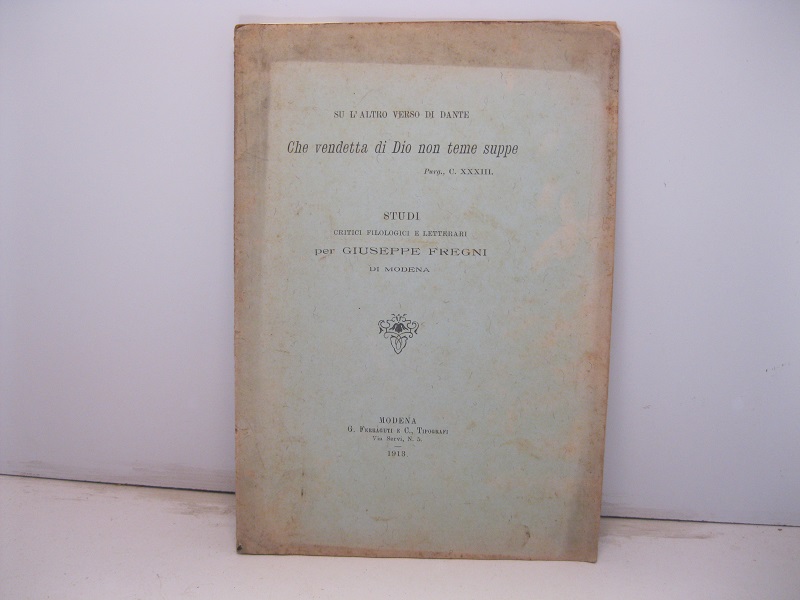 SU L'ALTRO VERSO DI DANTE
Che vendetta di Dio non teme suppe
Purg., C. XXXIII.
STUDI
CRITICI FILOLOGICI E LETTERARI
per GIUSEPPE FREGNI
DI MODENA
MODENA
G. Ferraguti e C., Tipografi
Via Servi, N. 5.
1913.